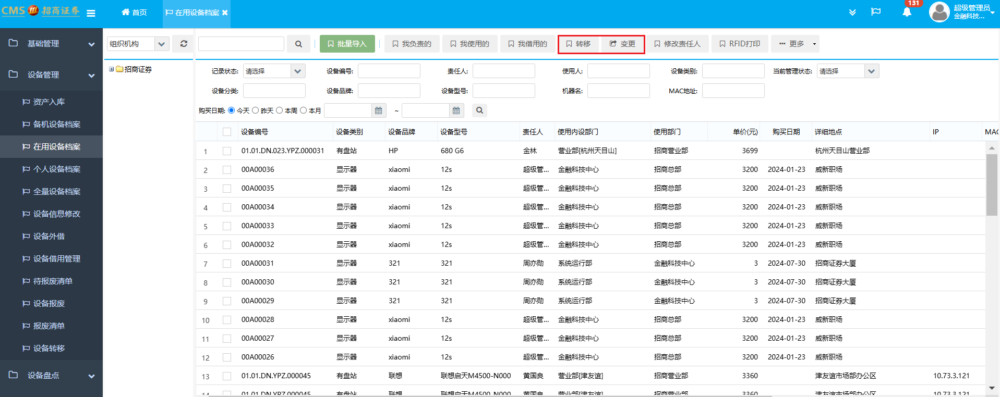 CMS 招商证券
首页
在用设备档案
131
超级管理员
金融科技...
基础管理
设备管理
资产入库
备机设备档案
在用设备档案
个人设备档案
全量设备档案
设备信息修改
设备外借
设备借用管理
待报废清单
设备报废
报废清单
设备转移
设备盘点
组织机构
招商证券
批量导入 我负责的 我使用的 我借用的 转移 变更 修改责任人 RFID打印 更多
记录状态: 请选择 设备编号: 责任人: 使用人: 设备类别: 当前管理状态: 请选择
设备分类: 设备品牌: 设备型号: 机器名: MAC地址:
购买日期: 今天 昨天 本周 本月 ~
设备编号 设备类别 设备品牌 设备型号 责任人 使用内设部门 使用部门 单价(元) 购买日期 详细地点 IP MAC
1 01.01.DN.023.YPZ.000031 有盘站 HP 680 G6 金林 营业部[杭州天目山] 招商营业部 3699 杭州天目山营业部
2 00A00036 显示器 xiaomi 12s 超级管... 金融科技中心 招商总部 3200 2024-01-23 威新职场
3 00A00035 显示器 xiaomi 12s 超级管... 金融科技中心 招商总部 3200 2024-01-23 威新职场
4 00A00034 显示器 xiaomi 12s 超级管... 金融科技中心 招商总部 3200 2024-01-23 威新职场
5 00A00033 显示器 xiaomi 12s 超级管... 金融科技中心 招商总部 3200 2024-01-23 威新职场
6 00A00032 显示器 xiaomi 12s 超级管... 金融科技中心 招商总部 3200 2024-01-23 威新职场
7 00A00031 显示器 321 321 周亦勋 系统运行部 金融科技中心 3 2024-07-30 招商证券大厦
8 00A00030 显示器 321 321 周亦勋 系统运行部 金融科技中心 3 2024-07-30 招商证券大厦
9 00A00029 显示器 321 321 周亦勋 系统运行部 金融科技中心 3 2024-07-30 招商证券大厦
10 00A00028 显示器 xiaomi 12s 超级管... 金融科技中心 招商总部 3200 2024-01-23 威新职场
11 00A00027 显示器 xiaomi 12s 超级管... 金融科技中心 招商总部 3200 2024-01-23 威新职场
12 00A00026 显示器 xiaomi 12s 超级管... 金融科技中心 招商总部 3200 2024-01-23 威新职场
13 01.01.DN.YPZ.000045 有盘站 联想 联想启天M4500-N000 黄国良 营业部[津友谊] 招商营业部 3360 津友谊市场部办公区 10.73.3.121
14 01.01.DN.YPZ.000045 有盘站 联想 联想启天M4500-N000 黄国良 营业部[津友谊] 招商营业部 3360 津友谊市场部办公区 10.73.3.121